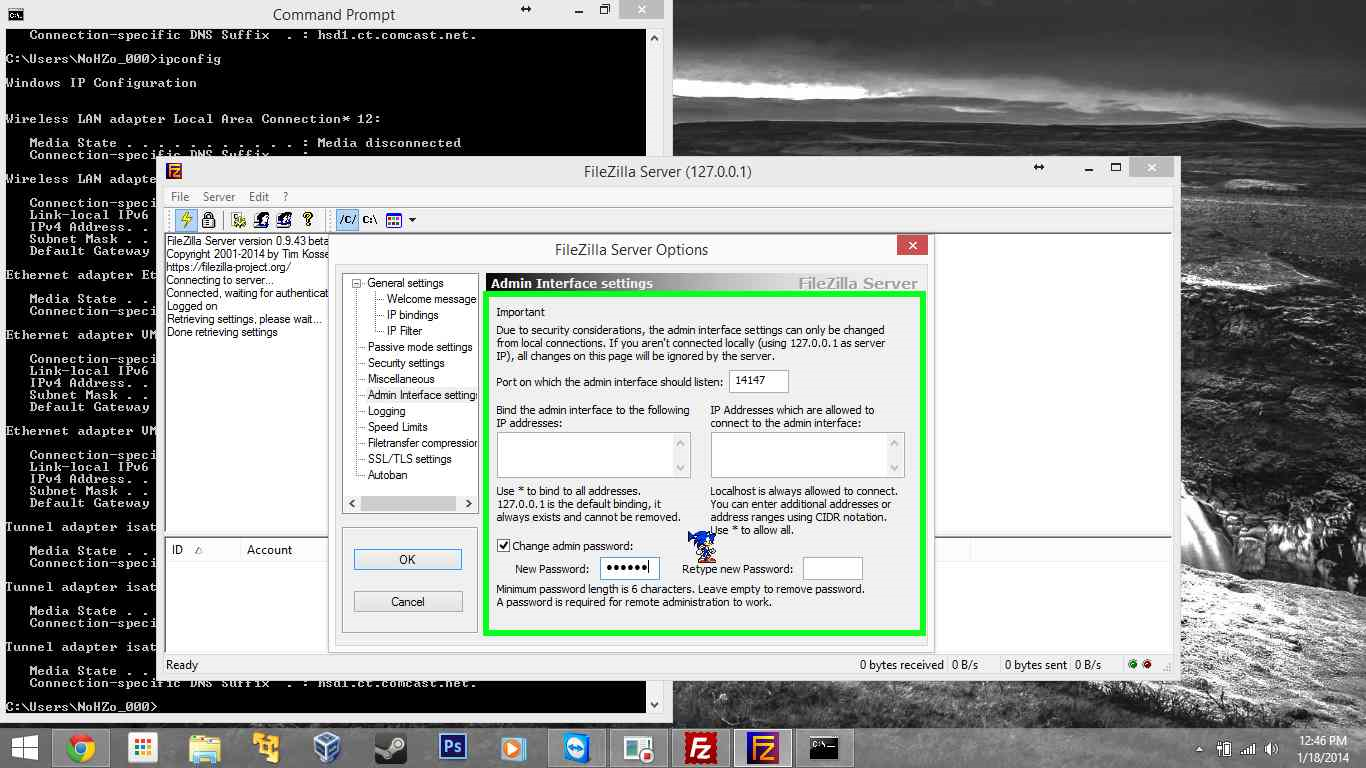 Command Prompt
Connection-specific DNS Suffix . : hsd1.ct.comcast.net.
C:\Users\NoHZo_000>ipconfig
Windows IP Configuration
Wireless LAN adapter Local Area Connection* 12:
Media State . . . . . . . . . . . : Media disconnected
Connection-specific DNS Suffix . :
Wireless LAN adapte
Connection-speci
Link-local IPv6
IPv4 Address. .
Subnet Mask . .
Default Gateway
Ethernet adapter Et
Media State . .
Connection-speci
Ethernet adapter VM
Connection-speci
Link-local IPv6
IPv4 Address. .
Subnet Mask . .
Default Gateway
Ethernet adapter VM
Connection-speci
Link-local IPv6
IPv4 Address. .
Subnet Mask . .
Default Gateway
Tunnel adapter isat
Media State . .
Connection-speci
Tunnel adapter isat
Media State . .
Connection-speci
Tunnel adapter isat
Media State . .
Connection-specific DNS Suffix . : hsd1.ct.comcast.net.
C:\Users\NoHZo_000>
FileZilla Server (127.0.0.1)
File Server Edit ?
/C/ C:\
FileZilla Server version 0.9.43 beta
Copyright 2001-2014 by Tim Kosse
https://filezilla-project.org/
Connecting to server...
Connected, waiting for authenticat
Logged on
Retrieving settings, please wait...
Done retrieving settings
ID Account
Ready
0 bytes received 0 B/s 0 bytes sent 0 B/s
FileZilla Server Options
General settings
Welcome message
IP bindings
IP Filter
Passive mode settings
Security settings
Miscellaneous
Admin Interface setting
Logging
Speed Limits
Filetransfer compression
SSL/TLS settings
Autoban
OK
Cancel
Admin Interface settings FileZilla Server
Important
Due to security considerations, the admin interface settings can only be changed
from local connections. If you aren't connected locally (using 127.0.0.1 as server
IP), all changes on this page will be ignored by the server.
Port on which the admin interface should listen: 14147
Bind the admin interface to the following
IP addresses:
IP Addresses which are allowed to
connect to the admin interface:
Use * to bind to all addresses.
127.0.0.1 is the default binding, it
always exists and cannot be removed.
Localhost is always allowed to connect.
You can enter additional addresses or
address ranges using CIDR notation.
Use * to allow all.
Change admin password:
New Password: ●●●●●● Retype new Password:
Minimum password length is 6 characters. Leave empty to remove password.
A password is required for remote administration to work.
Ps
12:46 PM
1/18/2014